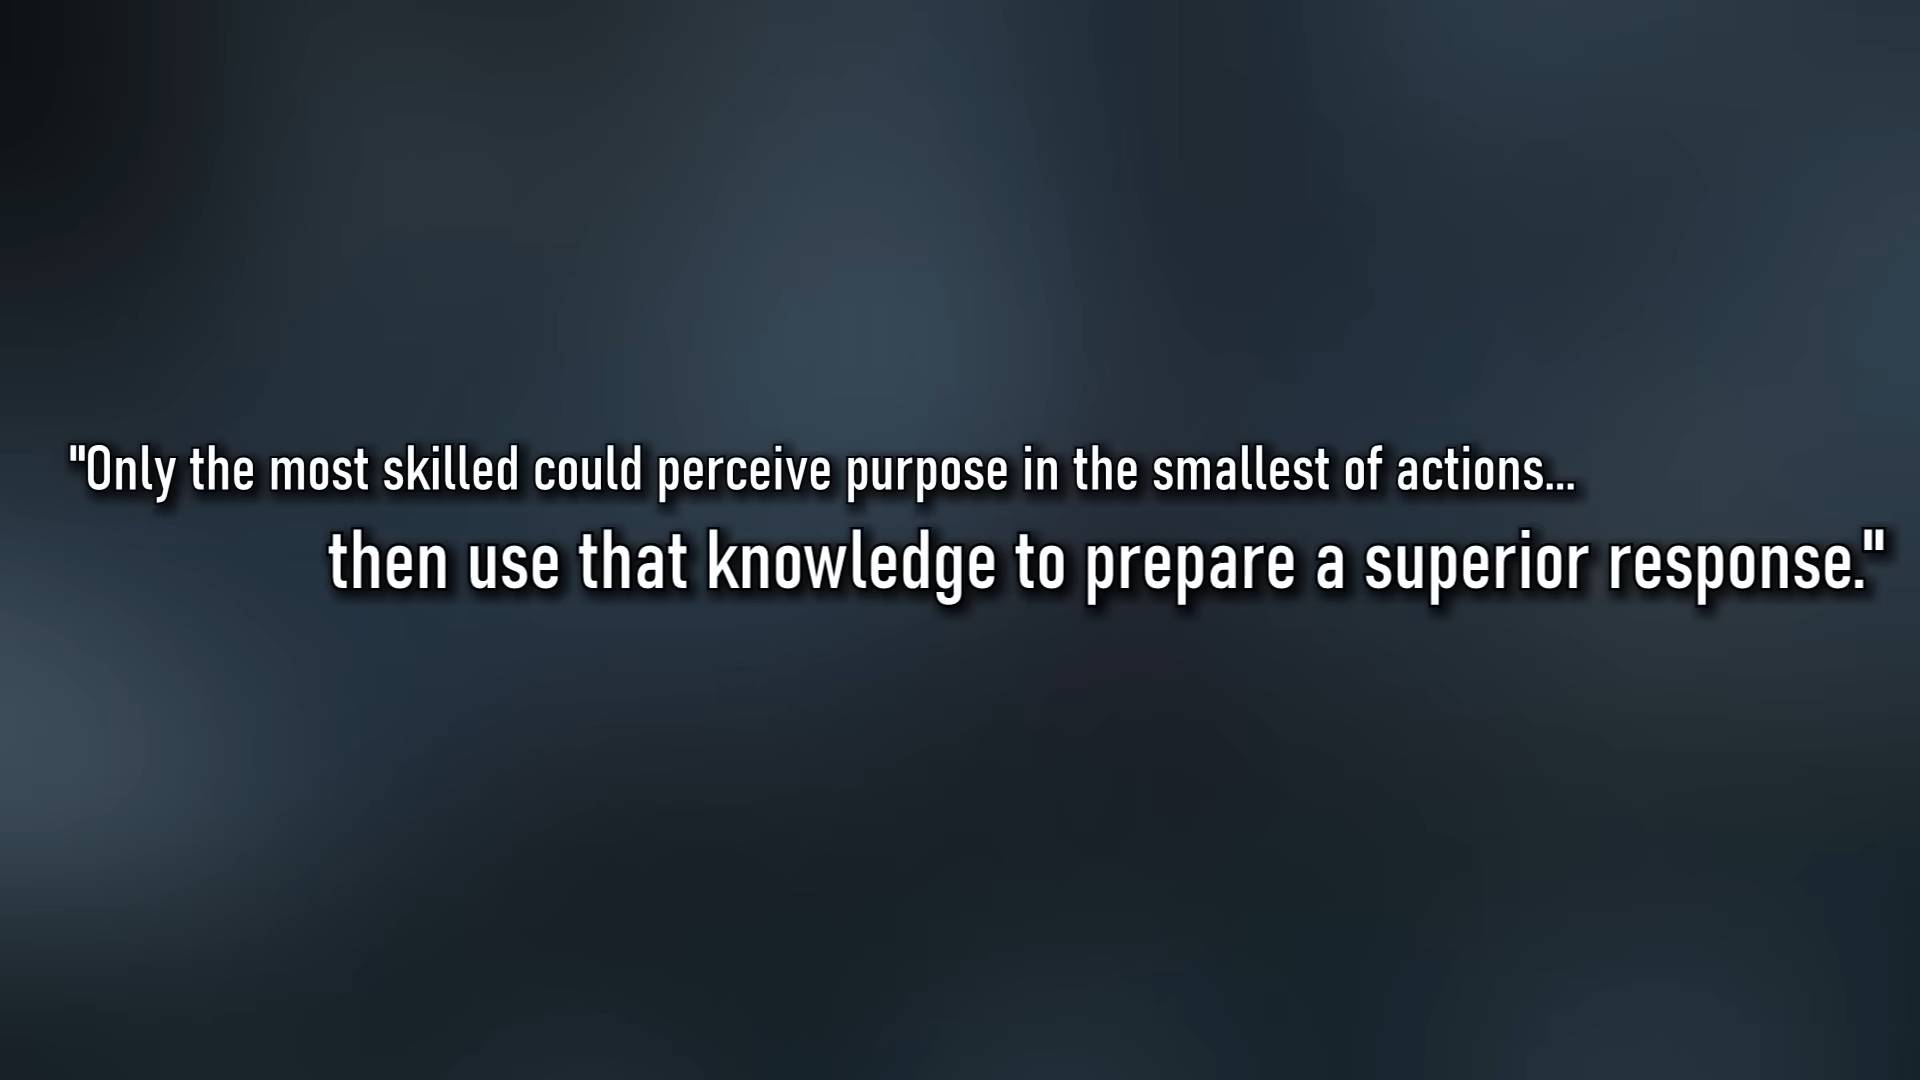 "Only the most skilled could perceive purpose in the smallest of actions...
then use that knowledge to prepare a superior response."